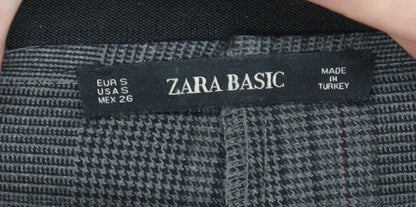 EUR S
USA S
MEX 26
ZARA BASIC
MADE
IN
TURKEY